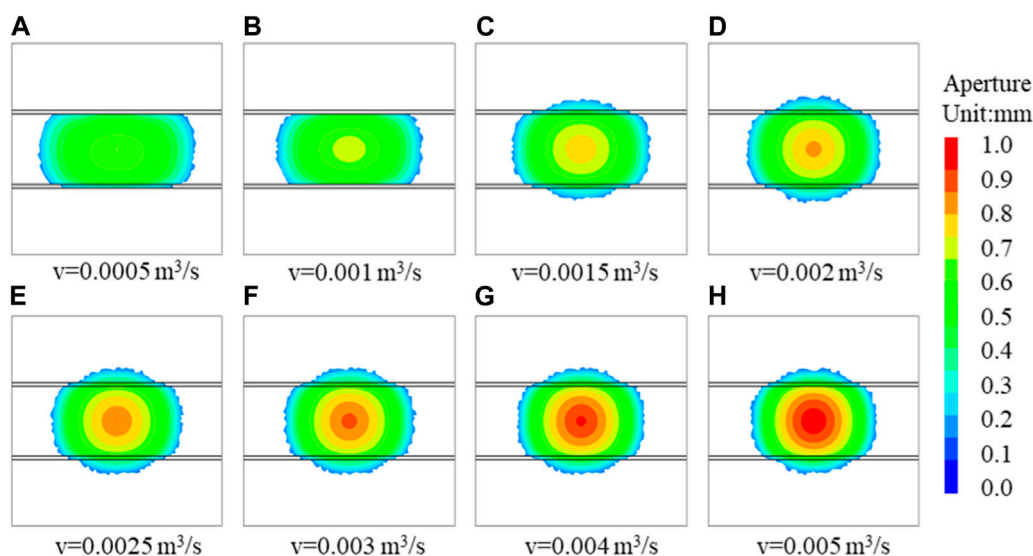 A B C D
Aperture
Unit:mm
1.0
0.9
0.8
0.7
0.6
0.5
0.4
0.3
0.2
0.1
0.0
v=0.0005 m³/s v=0.001 m³/s v=0.0015 m³/s v=0.002 m³/s
E F G H
v=0.0025 m³/s v=0.003 m³/s v=0.004 m³/s v=0.005 m³/s